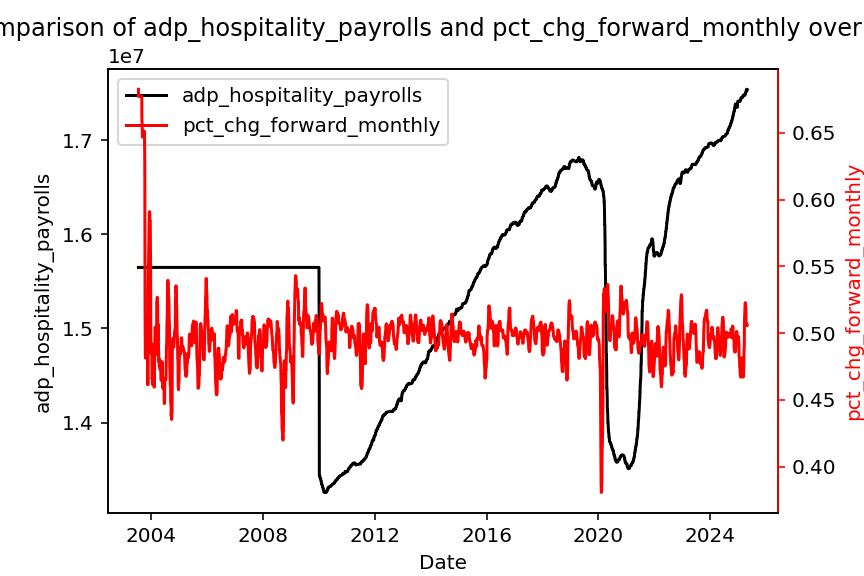 mparison of adp_hospitality_payrolls and pct_chg_forward_monthly over
1e7
adp_hospitality_payrolls
pct_chg_forward_monthly
1.7
1.6
1.5
1.4
adp_hospitality_payrolls
0.65
0.60
0.55
0.50
0.45
0.40
pct_chg_forward_monthly
2004
2008
2012
2016
2020
2024
Date